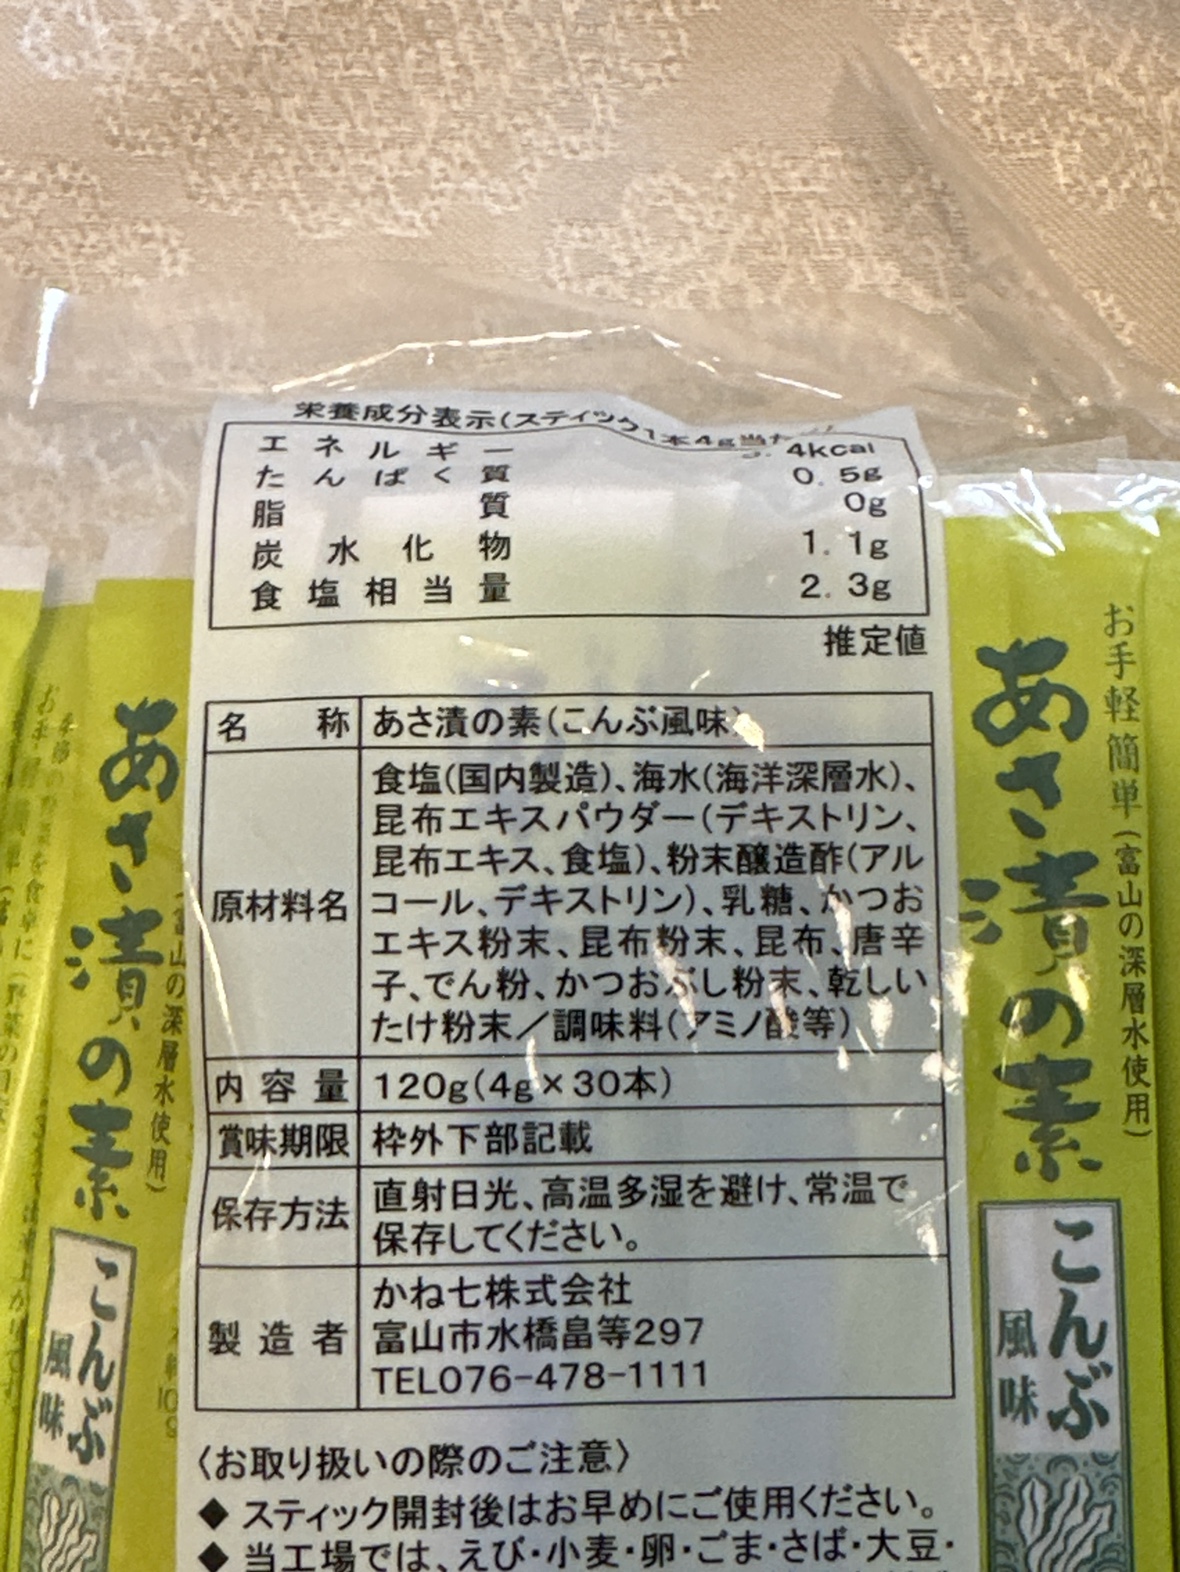 栄養成分表示(スティック1本4g当たり)
エネルギー 5.4kcal
たんぱく質 0.5g
脂質 0g
炭水化物 1.1g
食塩相当量 2.3g
推定値
名称 あさ漬の素(こんぶ風味)
原材料名 食塩(国内製造)、海水(海洋深層水)、
昆布エキスパウダー(デキストリン、
昆布エキス、食塩)、粉末醸造酢(アル
コール、デキストリン)、乳糖、かつお
エキス粉末、昆布粉末、昆布、唐辛
子、でん粉、かつおぶし粉末、乾しい
たけ粉末/調味料(アミノ酸等)
内容量 120g(4g×30本)
賞味期限 枠外下部記載
保存方法 直射日光、高温多湿を避け、常温で
保存してください。
製造者 かね七株式会社
富山市水橋畠等297
TEL076-478-1111
〈お取り扱いの際のご注意〉
◆ スティック開封後はお早めにご使用ください。
◆ 当工場では、えび・小麦・卵・ごま・さば・大豆・
お手軽簡単(富山の深層水使用)
あさ漬の素
こんぶ
風味
(富山の深層水使用)
あさ漬の素
こんぶ
風味